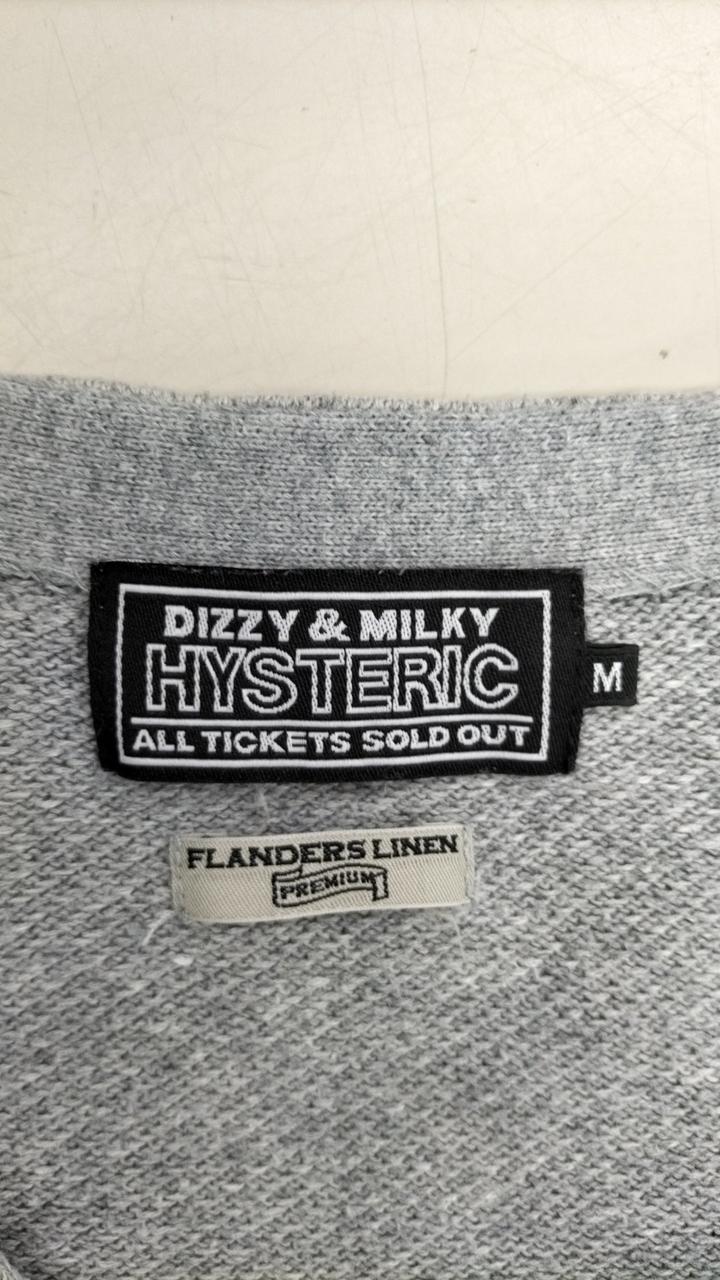 DIZZY & MILKY
HYSTERIC
ALL TICKETS SOLD OUT
M
FLANDERS LINEN
PREMIUM